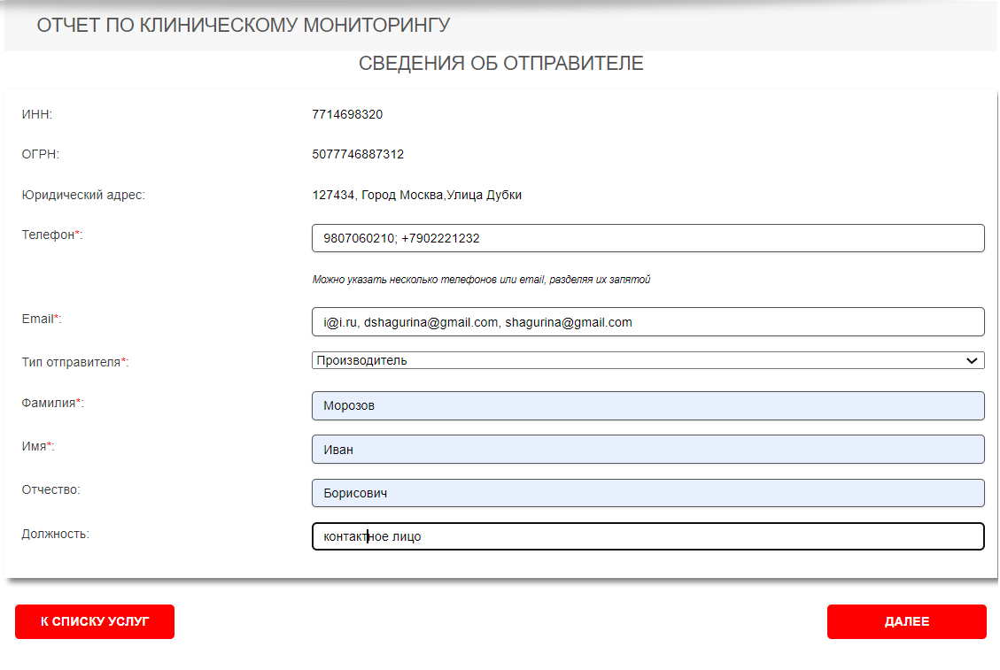 ОТЧЕТ ПО КЛИНИЧЕСКОМУ МОНИТОРИНГУ
СВЕДЕНИЯ ОБ ОТПРАВИТЕЛЕ
ИНН: 7714698320
ОГРН: 5077746887312
Юридический адрес: 127434, Город Москва,Улица Дубки
Телефон*: 9807060210; +7902221232
Можно указать несколько телефонов или email, разделяя их запятой
Email*: i@i.ru, dshagurina@gmail.com, shagurina@gmail.com
Тип отправителя*: Производитель
Фамилия*: Морозов
Имя*: Иван
Отчество: Борисович
Должность: контактное лицо
К СПИСКУ УСЛУГ ДАЛЕЕ